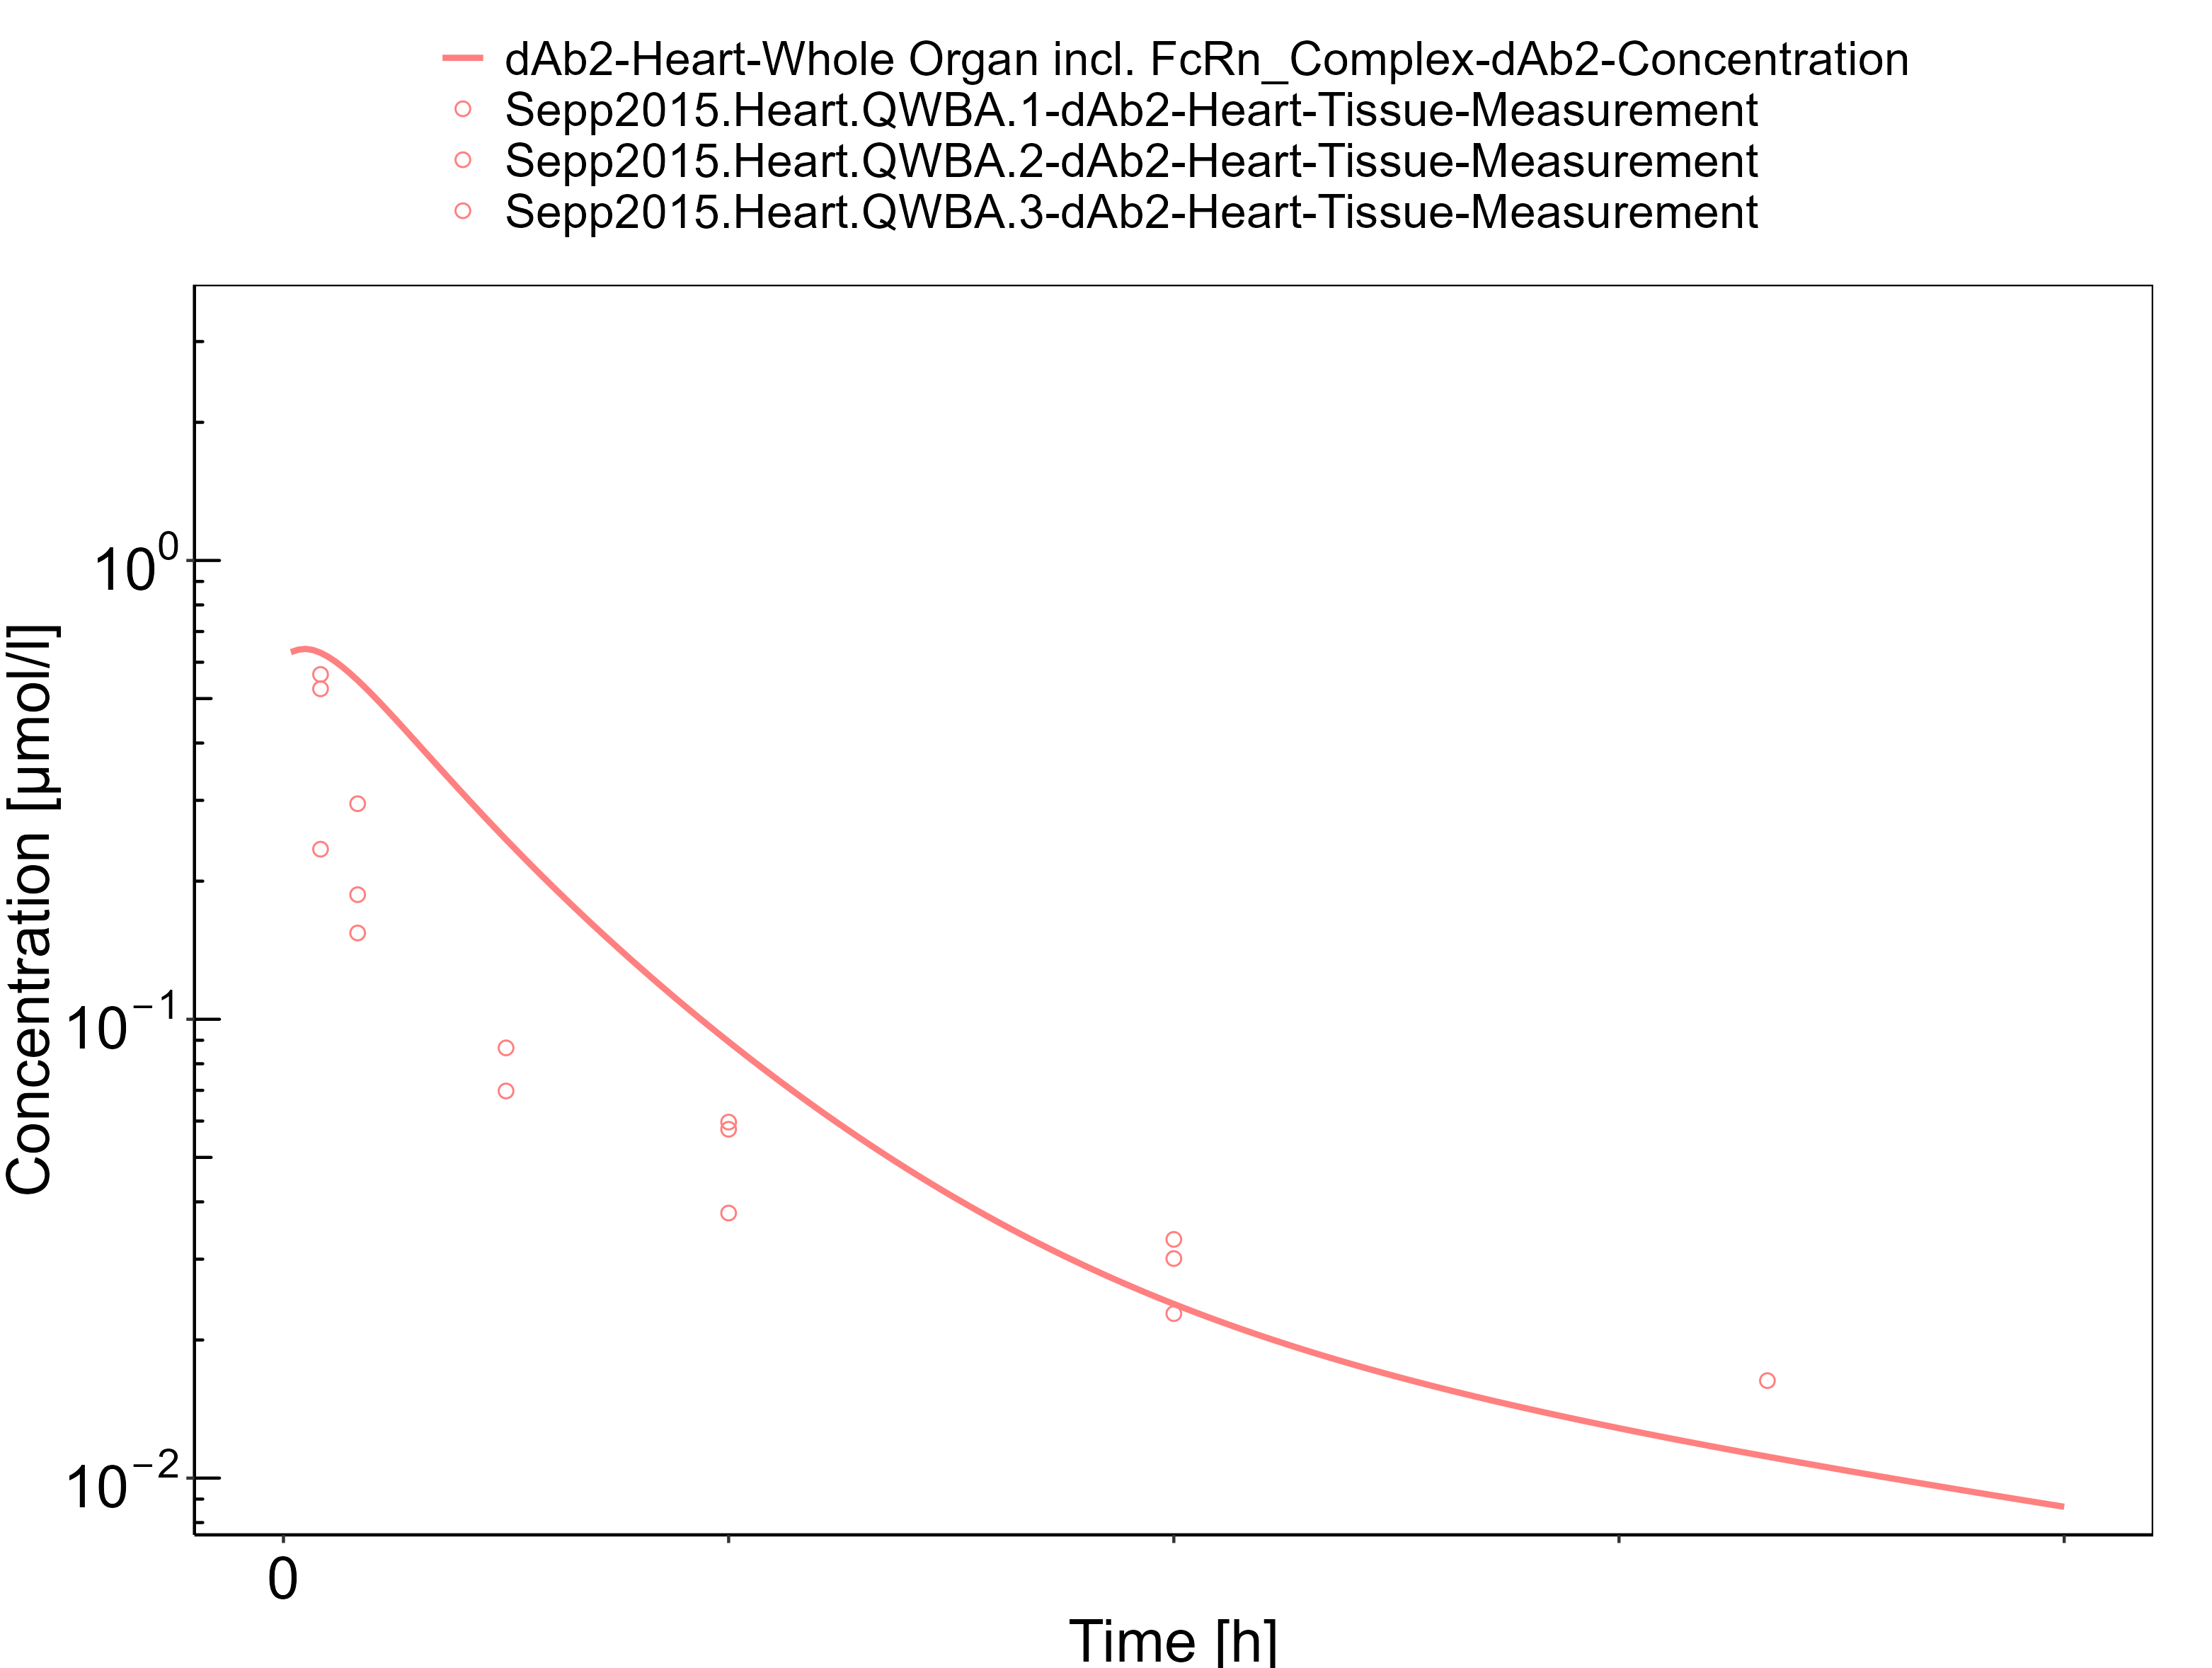 dAb2-Heart-Whole Organ incl. FcRn_Complex-dAb2-Concentration
Sepp2015.Heart.QWBA.1-dAb2-Heart-Tissue-Measurement
Sepp2015.Heart.QWBA.2-dAb2-Heart-Tissue-Measurement
Sepp2015.Heart.QWBA.3-dAb2-Heart-Tissue-Measurement
Concentration [µmol/l]
10⁰
10⁻¹
10⁻²
0
Time [h]